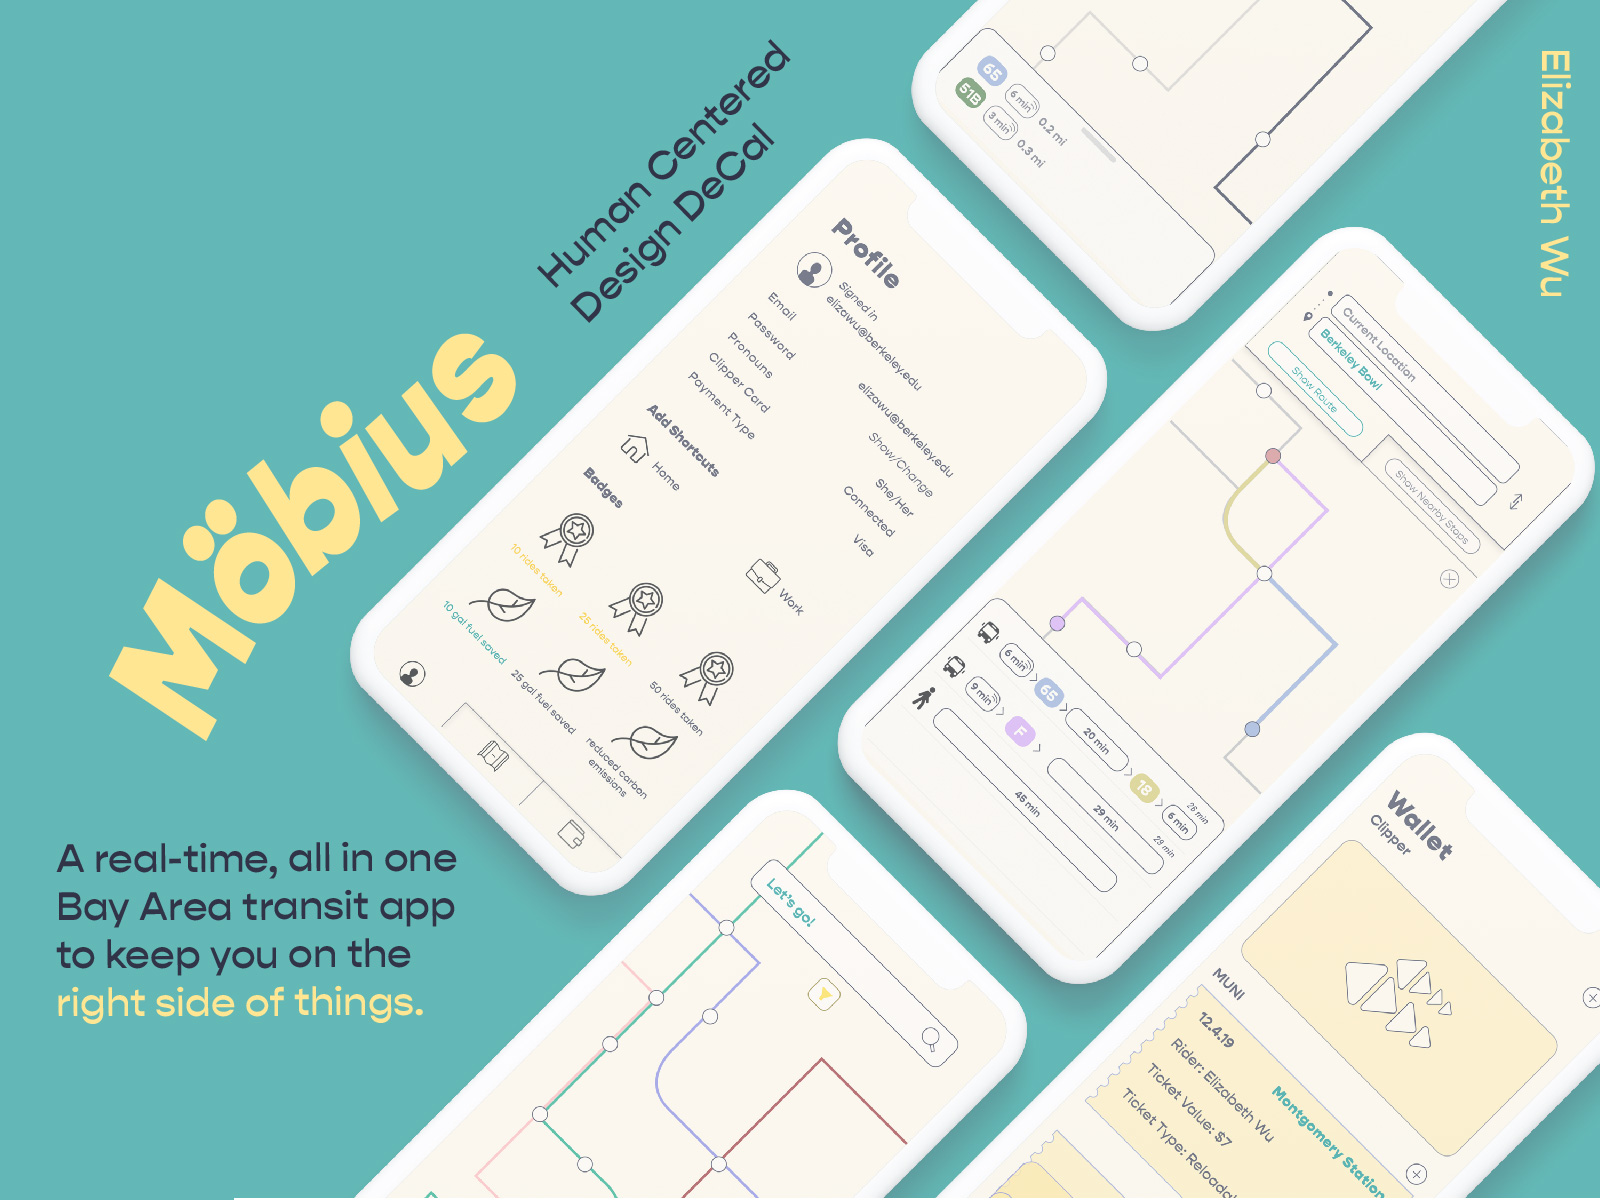 Möbius
Human Centered
Design DeCal
Elizabeth Wu
A real-time, all in one
Bay Area transit app
to keep you on the
right side of things.
65
6 min
0.2 mi
51B
3 min
0.3 mi
Profile
Signed in
elizawu@berkeley.edu
Email
elizawu@berkeley.edu
Password
Show/Change
Pronouns
She/Her
Clipper Card
Connected
Payment Type
Visa
Add Shortcuts
Home
Work
Badges
10 rides taken
25 rides taken
50 rides taken
10 gal fuel saved
25 gal fuel saved
reduced carbon
emissions
Current Location
Berkeley Bowl
Show Route
Show Nearby Stops
6 min
65
20 min
18
6 min
26 min
9 min
F
29 min
29 min
45 min
Let's go!
Wallet
Clipper
MUNI
12.4.19
Montgomery Station
Rider: Elizabeth Wu
Ticket Value: $7
Ticket Type: